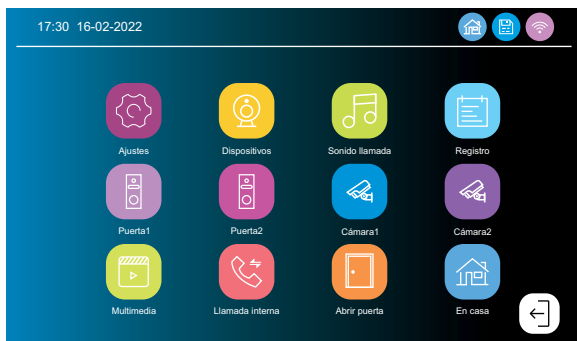 17:30 16-02-2022
Ajustes
Dispositivos
Sonido llamada
Registro
Puerta1
Puerta2
Cámara1
Cámara2
Multimedia
Llamada interna
Abrir puerta
En casa